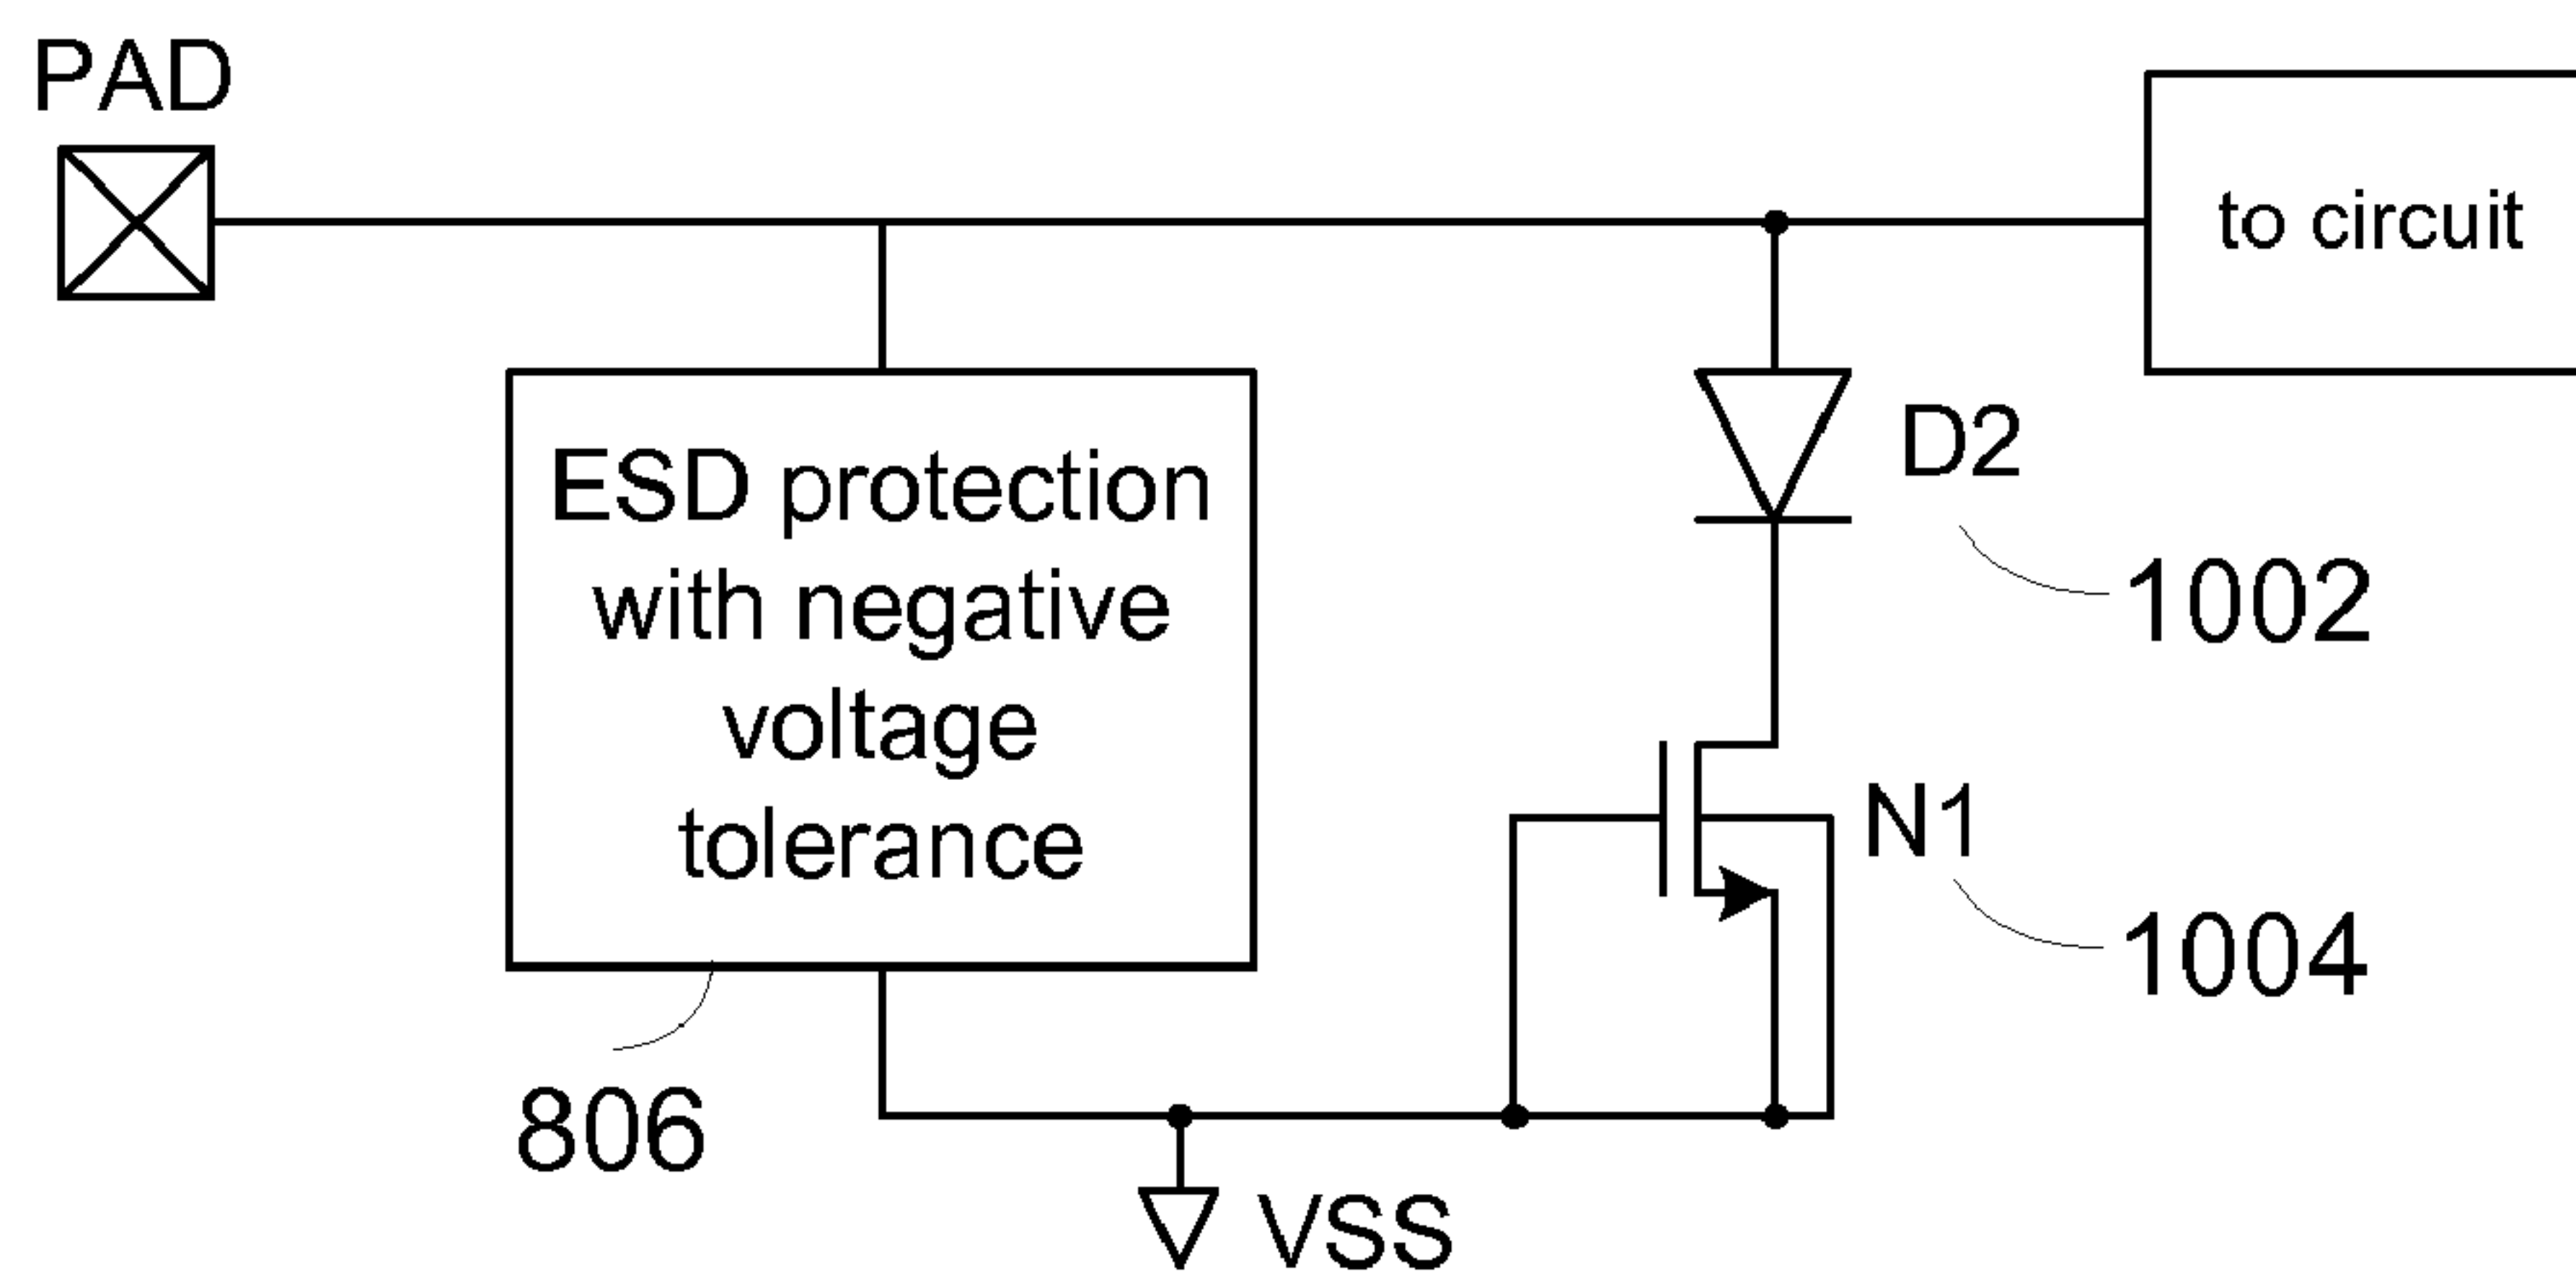 PAD
to circuit
D2
ESD protection
with negative
voltage
tolerance
1002
N1
1004
806
VSS